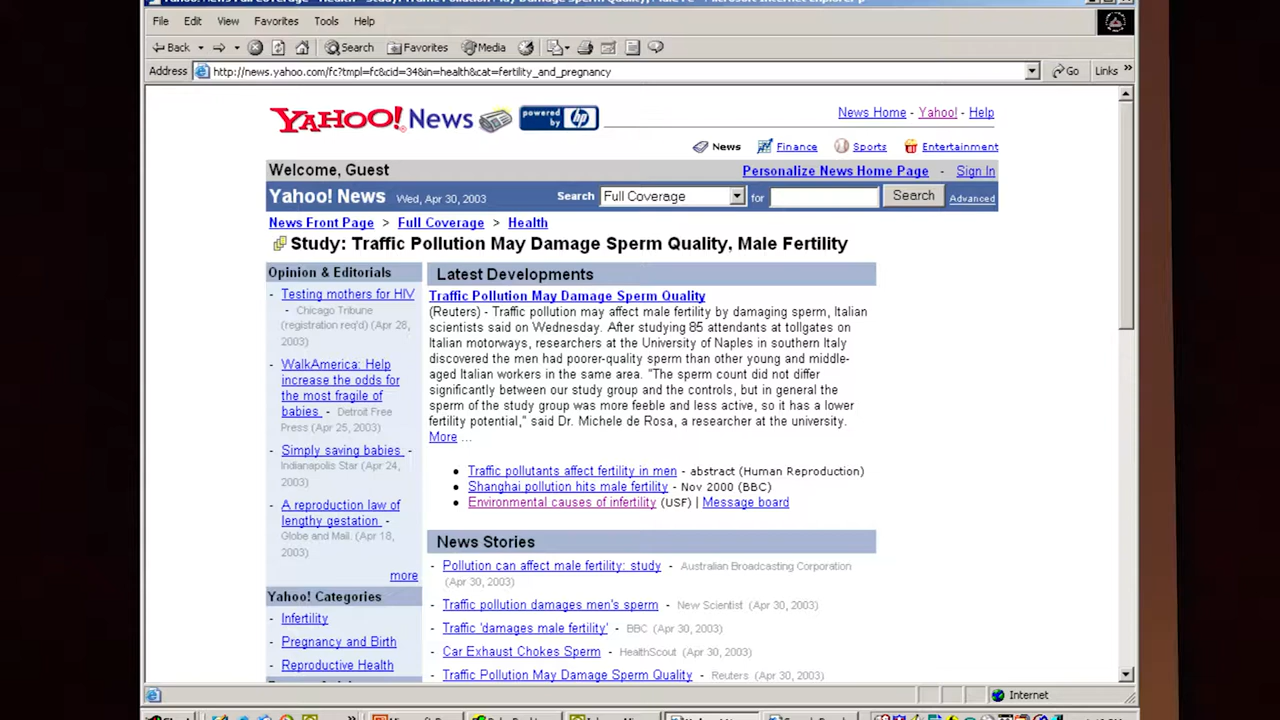 File Edit View Favorites Tools Help
Back Search Favorites Media
Address http://news.yahoo.com/fc?tmpl=fc&cid=34&in=health&cat=fertility_and_pregnancy Go Links »
YAHOO! News powered by hp News Home - Yahoo! - Help
News Finance Sports Entertainment
Welcome, Guest Personalize News Home Page - Sign In
Yahoo! News Wed, Apr 30, 2003 Search Full Coverage for Search Advanced
News Front Page > Full Coverage > Health
Study: Traffic Pollution May Damage Sperm Quality, Male Fertility
Opinion & Editorials
- Testing mothers for HIV
- Chicago Tribune
(registration req'd) (Apr 28,
2003)
- WalkAmerica: Help
increase the odds for
the most fragile of
babies - Detroit Free
Press (Apr 25, 2003)
- Simply saving babies -
Indianapolis Star (Apr 24,
2003)
- A reproduction law of
lengthy gestation -
Globe and Mail. (Apr 18,
2003)
more
Yahoo! Categories
- Infertility
- Pregnancy and Birth
- Reproductive Health
Latest Developments
Traffic Pollution May Damage Sperm Quality
(Reuters) - Traffic pollution may affect male fertility by damaging sperm, Italian
scientists said on Wednesday. After studying 85 attendants at tollgates on
Italian motorways, researchers at the University of Naples in southern Italy
discovered the men had poorer-quality sperm than other young and middle-
aged Italian workers in the same area. "The sperm count did not differ
significantly between our study group and the controls, but in general the
sperm of the study group was more feeble and less active, so it has a lower
fertility potential," said Dr. Michele de Rosa, a researcher at the university.
More ...
• Traffic pollutants affect fertility in men - abstract (Human Reproduction)
• Shanghai pollution hits male fertility - Nov 2000 (BBC)
• Environmental causes of infertility (USF) | Message board
News Stories
- Pollution can affect male fertility: study - Australian Broadcasting Corporation
(Apr 30, 2003)
- Traffic pollution damages men's sperm - New Scientist (Apr 30, 2003)
- Traffic 'damages male fertility' - BBC (Apr 30, 2003)
- Car Exhaust Chokes Sperm - HealthScout (Apr 30, 2003)
- Traffic Pollution May Damage Sperm Quality - Reuters (Apr 30, 2003)
Internet